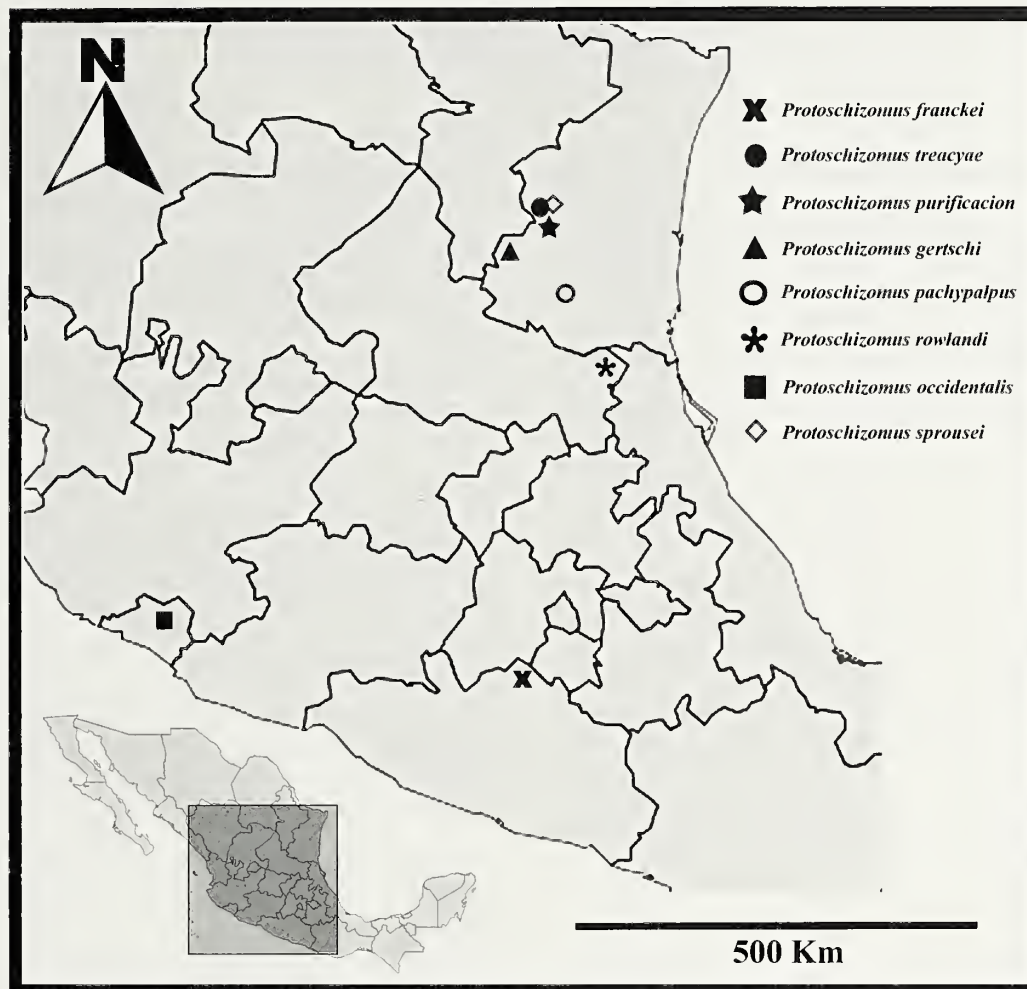 N
Protoschizomus franckei
Protoschizomus treacyae
Protoschizomus purificacion
Protoschizomus gertschi
Protoschizomus pachypalpus
Protoschizomus rowlandi
Protoschizomus occidentalis
Protoschizomus sprousei
500 Km